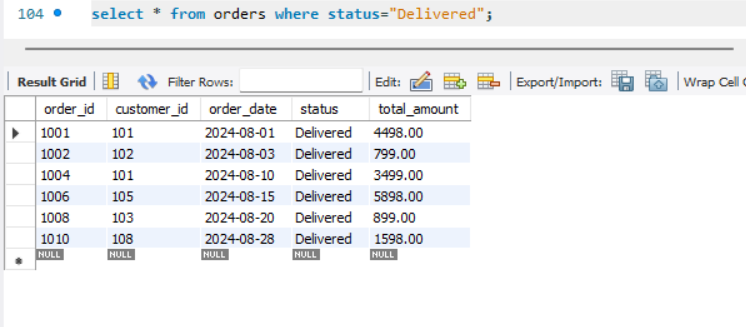 104 select * from orders where status="Delivered";
Result Grid Filter Rows: Edit: Export/Import: Wrap Cell C
order_id customer_id order_date status total_amount
1001 101 2024-08-01 Delivered 4498.00
1002 102 2024-08-03 Delivered 799.00
1004 101 2024-08-10 Delivered 3499.00
1006 105 2024-08-15 Delivered 5898.00
1008 103 2024-08-20 Delivered 899.00
1010 108 2024-08-28 Delivered 1598.00
NULL NULL NULL NULL NULL